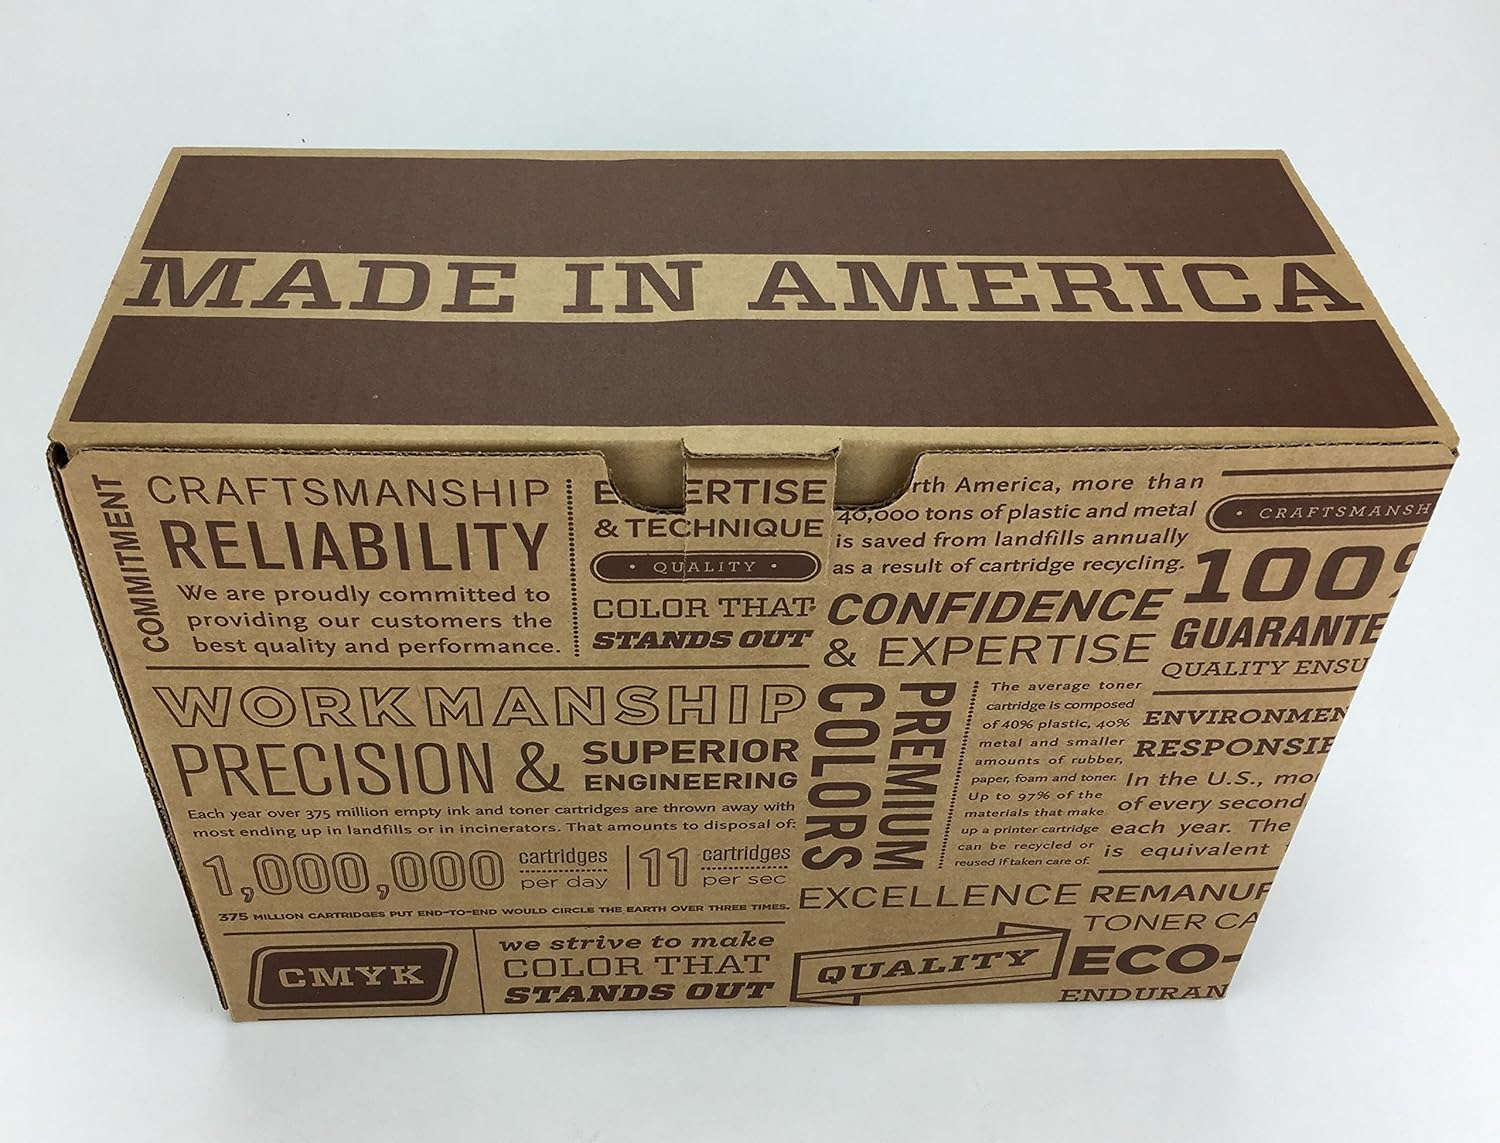 MADE IN AMERICA
COMMITMENT
CRAFTSMANSHIP
RELIABILITY
We are proudly committed to
providing our customers the
best quality and performance.
& TECHNIQUE
• QUALITY •
COLOR THAT
STANDS OUT
America, more than
40,000 tons of plastic and metal
is saved from landfills annually
as a result of cartridge recycling.
CONFIDENCE
& EXPERTISE
• CRAFTSMANSH
100%
GUARANTE
QUALITY ENSU
WORKMANSHIP
PRECISION &
SUPERIOR
ENGINEERING
Each year over 375 million empty ink and toner cartridges are thrown away with
most ending up in landfills or in incinerators. That amounts to disposal of:
1,000,000
cartridges
per day
11
cartridges
per sec
375 MILLION CARTRIDGES PUT END-TO-END WOULD CIRCLE THE EARTH OVER THREE TIMES.
PREMIUM
COLORS
The average toner
cartridge is composed
of 40% plastic, 40%
metal and smaller
amounts of rubber,
paper, foam and toner.
Up to 97% of the
materials that make
up a printer cartridge
can be recycled or
reused if taken care of.
ENVIRONMEN
RESPONSIB
In the U.S., mo
of every second
each year. The
is equivalent
EXCELLENCE
REMANUF
TONER CA
ECO-
ENDURAN
CMYK
we strive to make
COLOR THAT
STANDS OUT
QUALITY